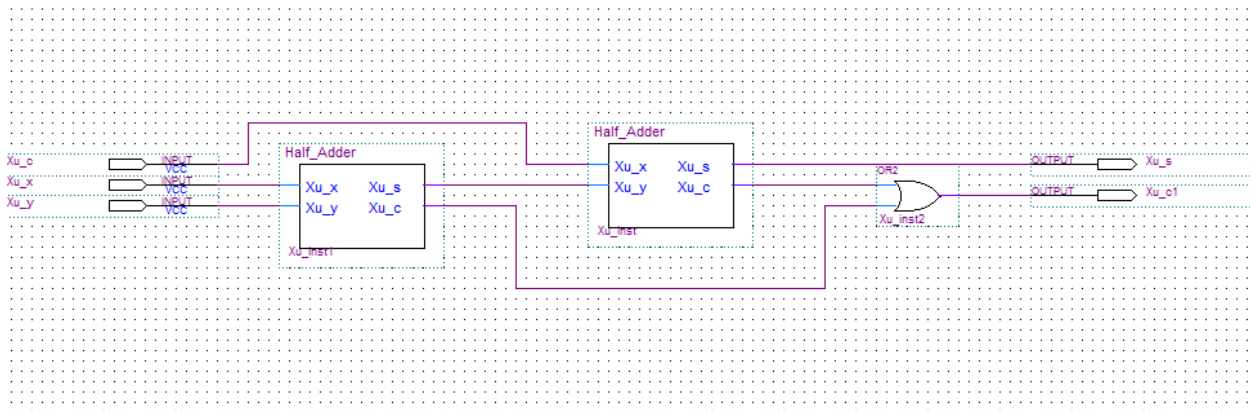 Half_Adder
Xu_c INPUT VCC
Half_Adder
Xu_x Xu_s
OUTPUT Xu_s
Xu_x INPUT VCC
Xu_x Xu_s
Xu_y Xu_c
OR2
OUTPUT Xu_c1
Xu_y INPUT VCC
Xu_y Xu_c
Xu_inst
Xu_inst2
Xu_inst1